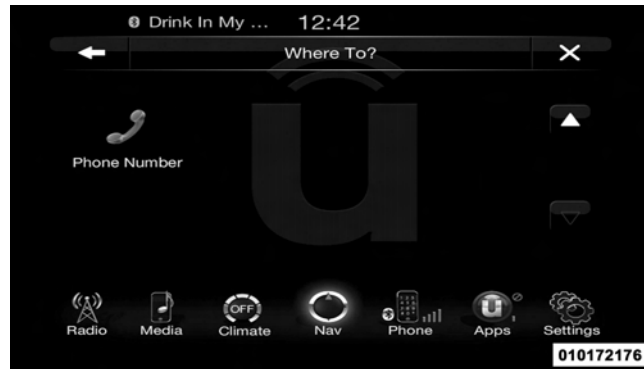 Drink In My ... 12:42
Where To?
Phone Number
OFF
Radio Media Climate Nav Phone Apps Settings
010172176